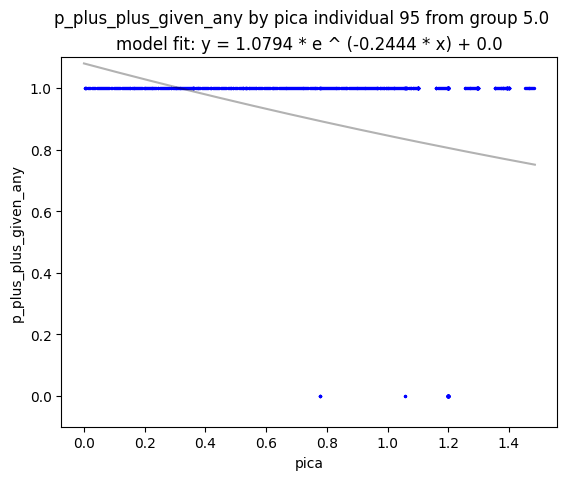 p_plus_plus_given_any by pica individual 95 from group 5.0
model fit: y = 1.0794 * e ^ (-0.2444 * x) + 0.0
1.0
0.8
0.6
0.4
0.2
0.0
p_plus_plus_given_any
0.0 0.2 0.4 0.6 0.8 1.0 1.2 1.4
pica